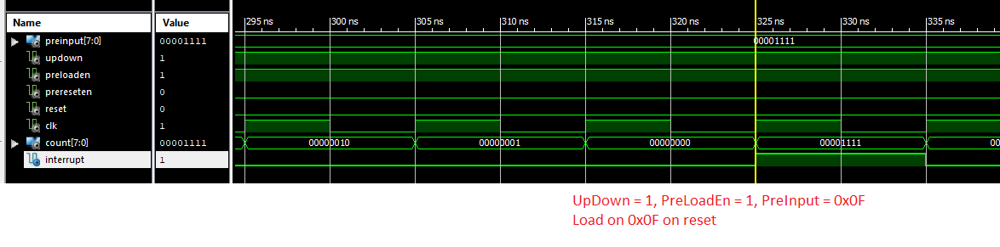 Name Value 295 ns 300 ns 305 ns 310 ns 315 ns 320 ns 325 ns 330 ns 335 ns
preinput[7:0] 00001111 00001111
updown 1
preloaden 1
prereseten 0
reset 0
clk 1
count[7:0] 00001111 00000010 00000001 00000000 00001111 00
interrupt 1
UpDown = 1, PreLoadEn = 1, PreInput = 0x0F
Load on 0x0F on reset